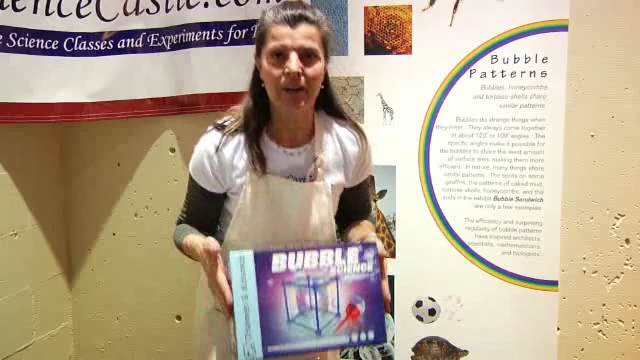 ienceCastle.com
e Science Classes and Experiments for
Bubble
Patterns
Bubbles, honeycombs
and tortoise shells share
similar patterns
Bubbles do strange things when
they meet. They always come together
at about 120° or 109° angles. The
specific angles make it possible for
the bubbles to share the least amount
of surface area, making them more
efficient. In nature, many things share
similar patterns. The spots on some
giraffes, the patterns of caked mud,
tortoise shells, honeycombs, and the
in the exhibit Bubble Sandwich
are only a few examples.
The efficiency and surprising
regularity of bubble patterns
have inspired architects,
scientists, mathematicians,
and biologists.
BUBBLE
SCIENCE